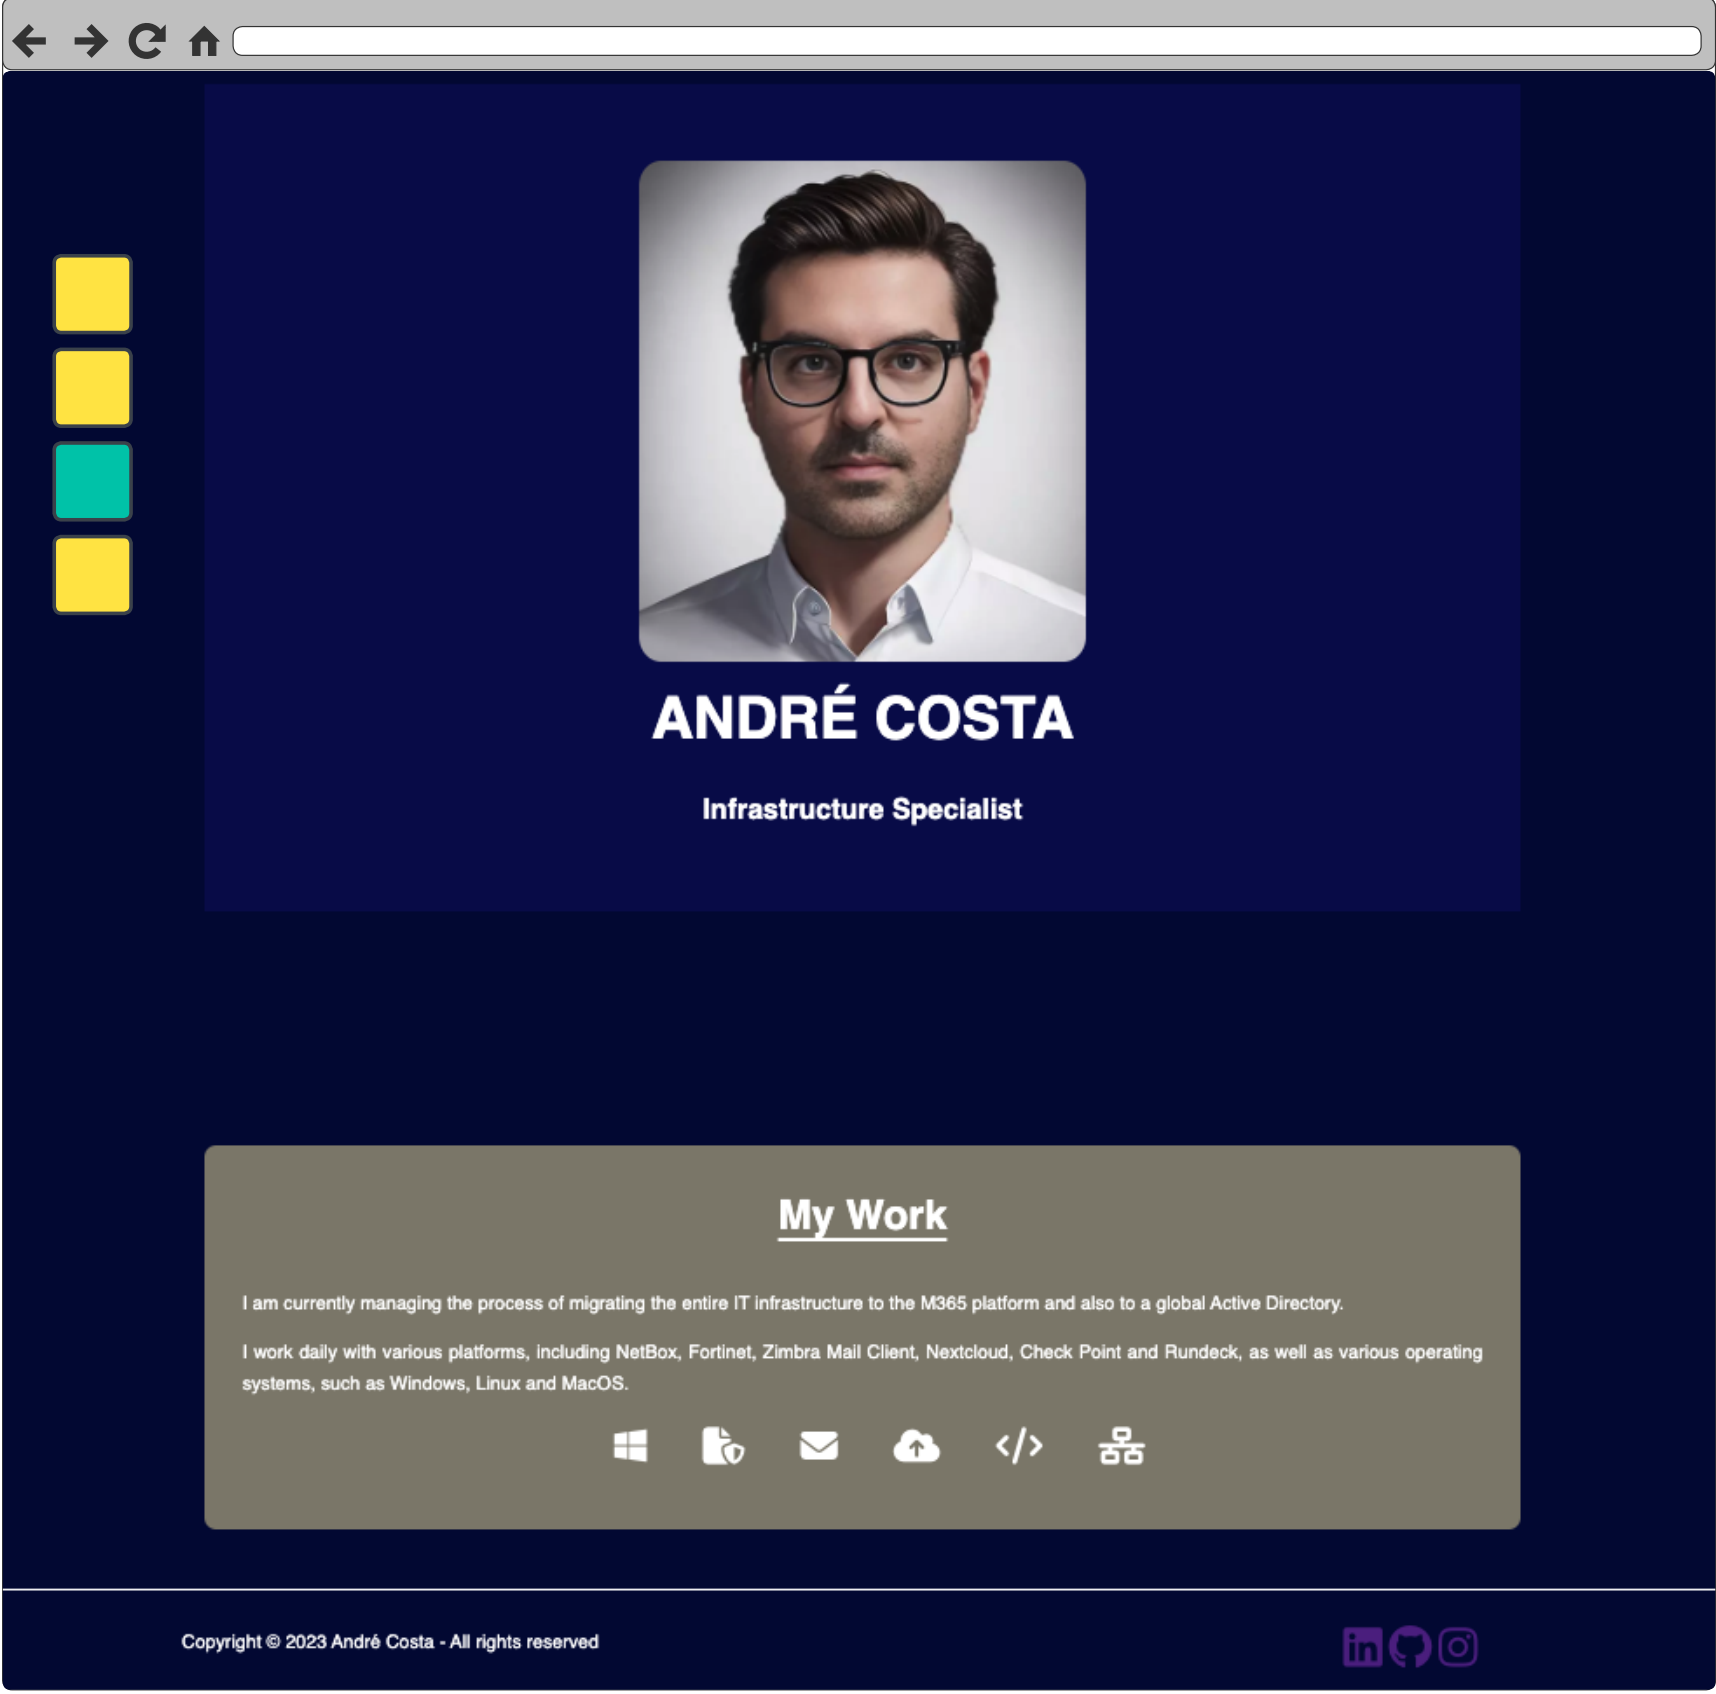 ANDRÉ COSTA
Infrastructure Specialist
My Work
I am currently managing the process of migrating the entire IT infrastructure to the M365 platform and also to a global Active Directory.
I work daily with various platforms, including NetBox, Fortinet, Zimbra Mail Client, Nextcloud, Check Point and Rundeck, as well as various operating
systems, such as Windows, Linux and MacOS.
Copyright © 2023 André Costa - All rights reserved